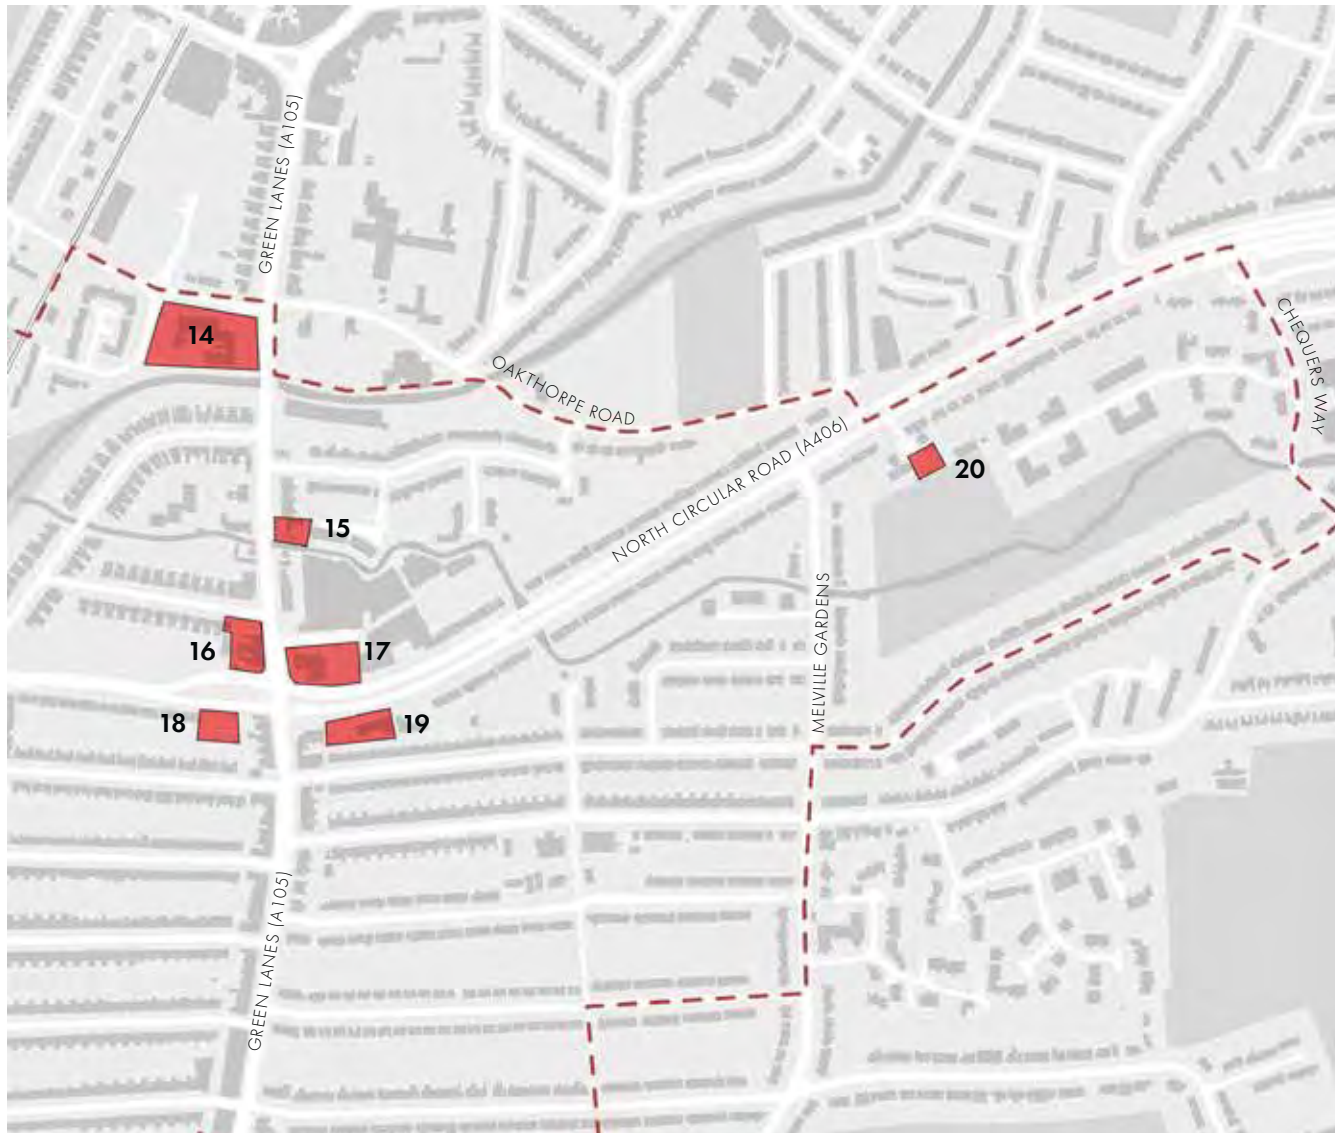 GREEN LANES (A105)
14
OAKTHORPE ROAD
CHEQUERS WAY
NORTH CIRCULAR ROAD (A406)
20
15
MELVILLE GARDENS
16
17
18
19
GREEN LANES (A105)